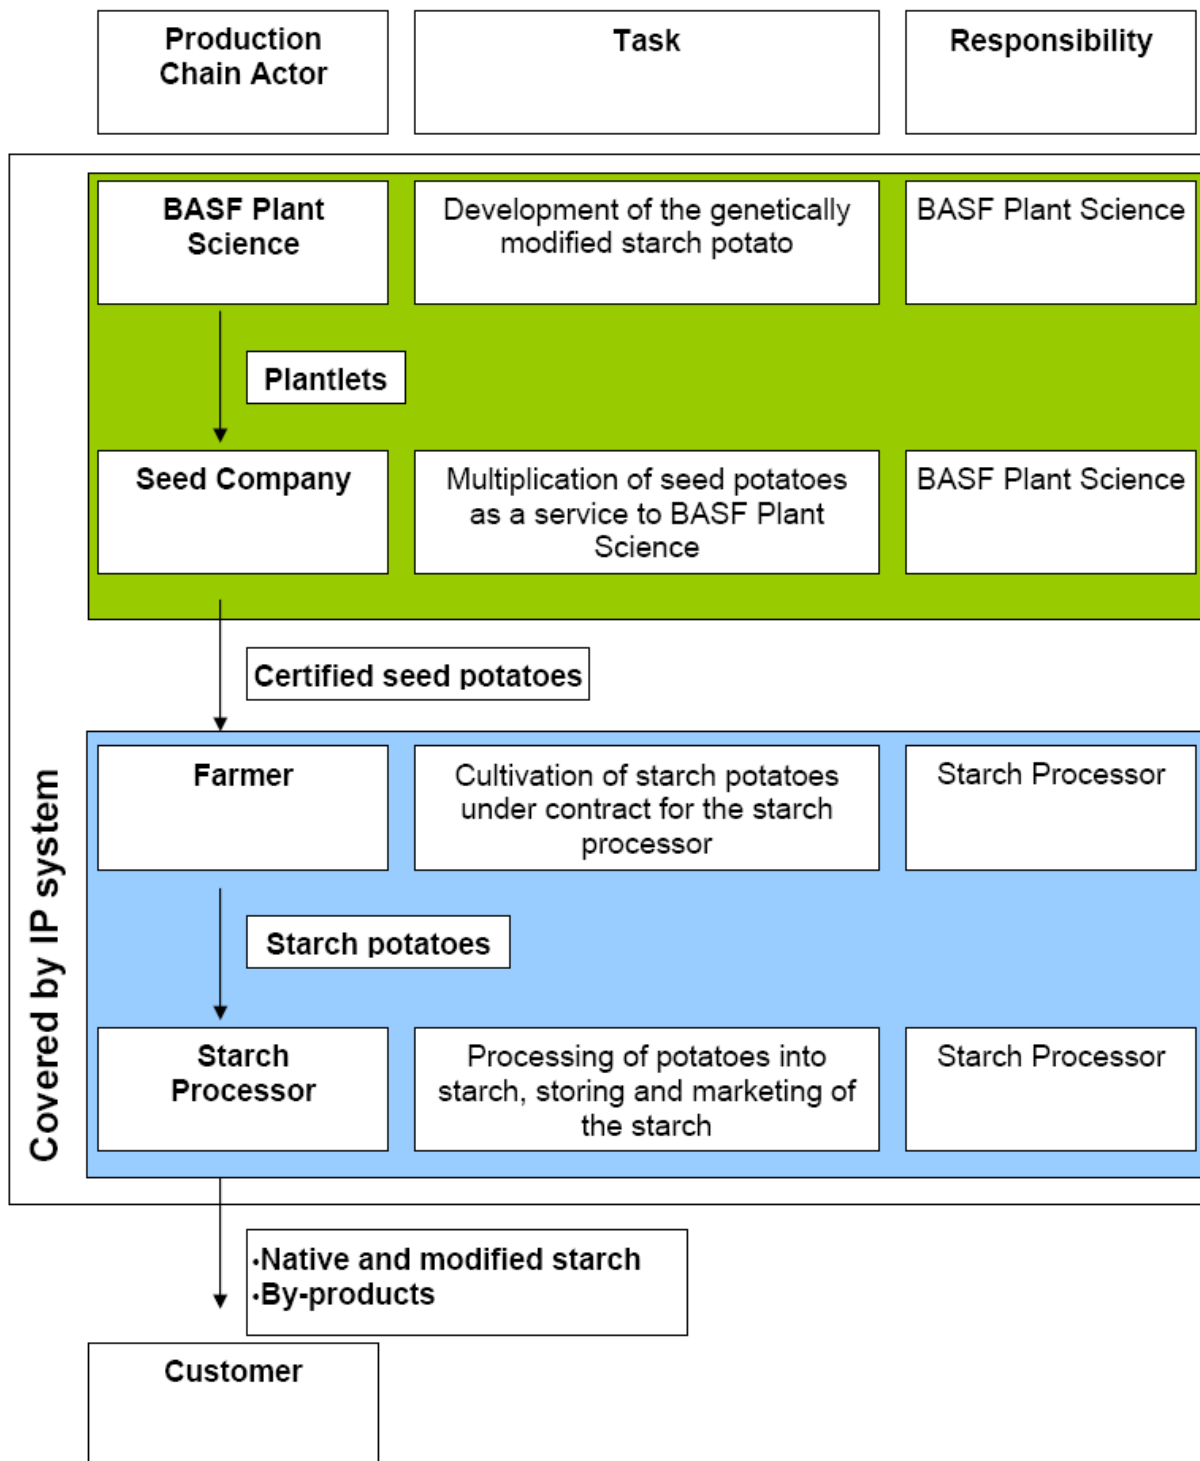 Production
Chain Actor
Task
Responsibility
BASF Plant
Science
Development of the genetically
modified starch potato
BASF Plant Science
Plantlets
Seed Company
Multiplication of seed potatoes
as a service to BASF Plant
Science
BASF Plant Science
Certified seed potatoes
Covered by IP system
Farmer
Cultivation of starch potatoes
under contract for the starch
processor
Starch Processor
Starch potatoes
Starch
Processor
Processing of potatoes into
starch, storing and marketing of
the starch
Starch Processor
•Native and modified starch
•By-products
Customer